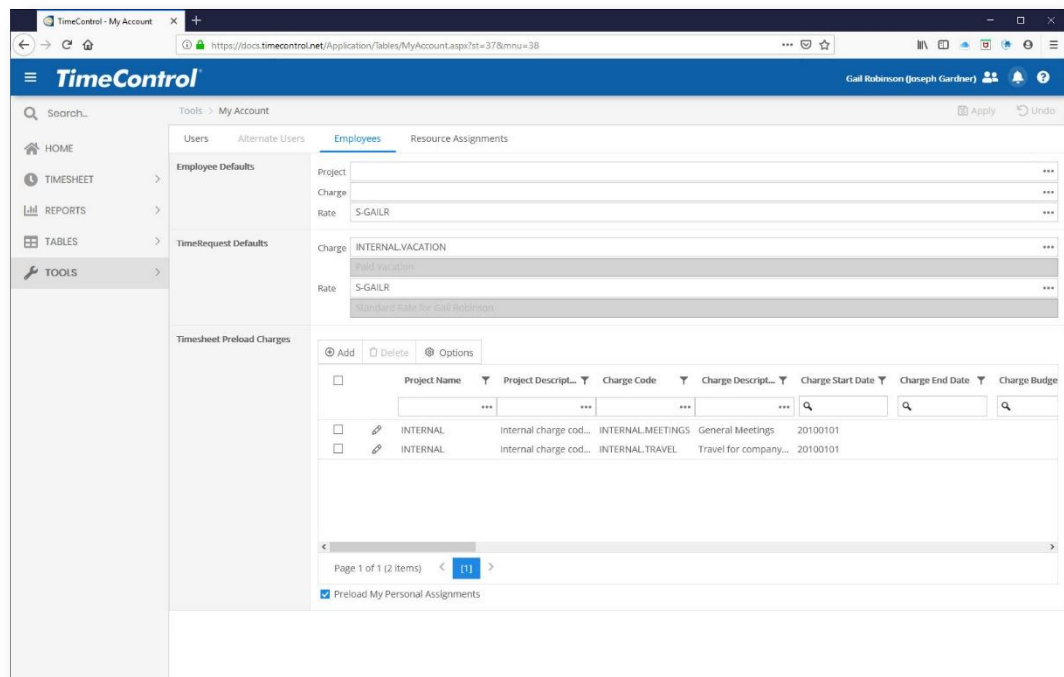 TimeControl - My Account
https://docs.timecontrol.net/Application/Tables/MyAccount.aspx?st=37&mnu=38
TimeControl
Gail Robinson (Joseph Gardner)
Search...
Tools > My Account
Apply
Undo
HOME
TIMESHEET
REPORTS
TABLES
TOOLS
Users
Alternate Users
Employees
Resource Assignments
Employee Defaults
Project
Charge
Rate S-GAILR
TimeRequest Defaults
Charge INTERNAL.VACATION
Paid Vacation
Rate S-GAILR
Standard Rate for Gail Robinson
Timesheet Preload Charges
Add Delete Options
Project Name Project Descript... Charge Code Charge Descript... Charge Start Date Charge End Date Charge Budge
INTERNAL Internal charge cod... INTERNAL.MEETINGS General Meetings 20100101
INTERNAL Internal charge cod... INTERNAL.TRAVEL Travel for company... 20100101
Page 1 of 1 (2 items) [1]
Preload My Personal Assignments